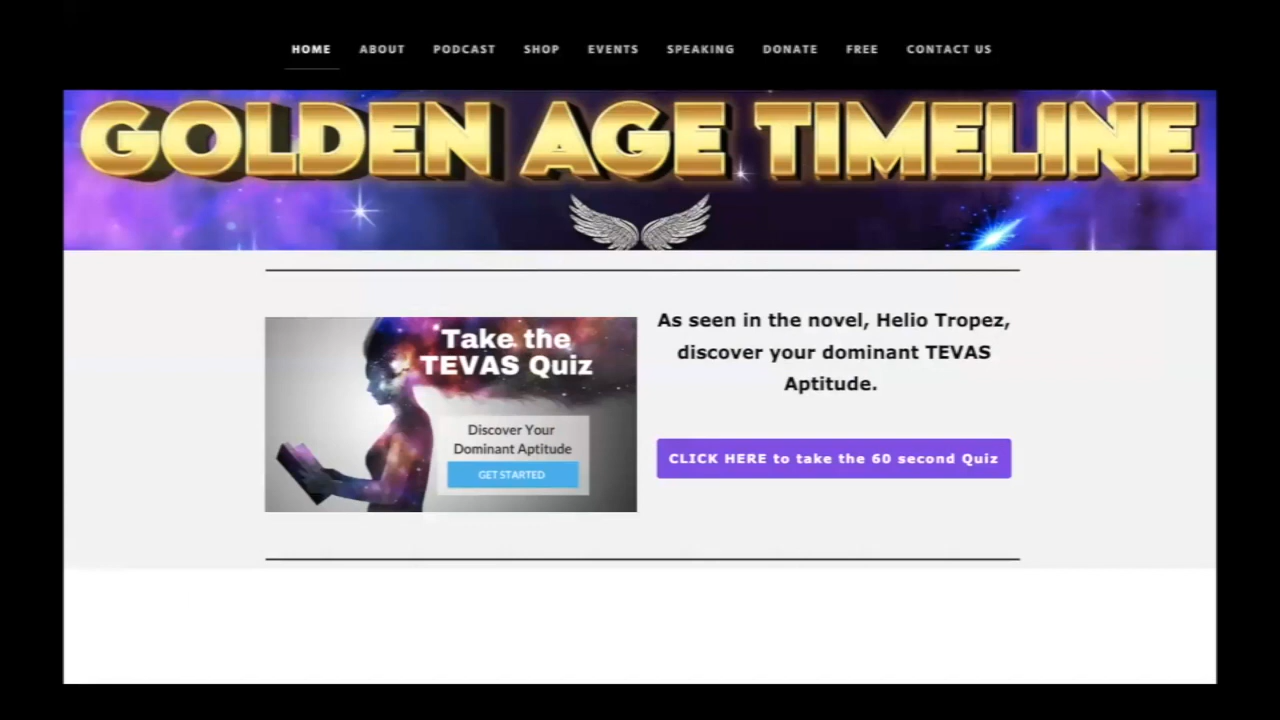 HOME ABOUT PODCAST SHOP EVENTS SPEAKING DONATE FREE CONTACT US
GOLDEN AGE TIMELINE
Take the
TEVAS Quiz
Discover Your
Dominant Aptitude
GET STARTED
As seen in the novel, Helio Tropez,
discover your dominant TEVAS
Aptitude.
CLICK HERE to take the 60 second Quiz